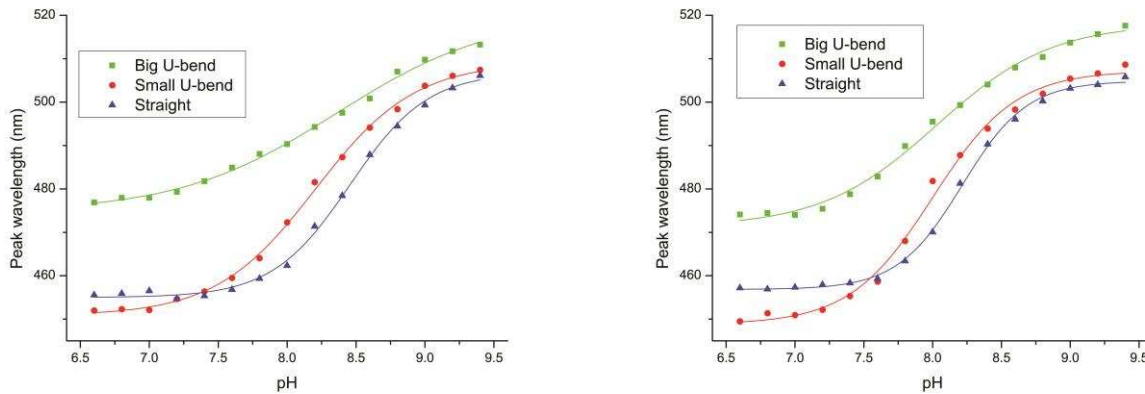 520
500
480
460
Peak wavelength (nm)
Big U-bend
Small U-bend
Straight
6.5 7.0 7.5 8.0 8.5 9.0 9.5
pH
520
500
480
460
Peak wavelength (nm)
Big U-bend
Small U-bend
Straight
6.5 7.0 7.5 8.0 8.5 9.0 9.5
pH